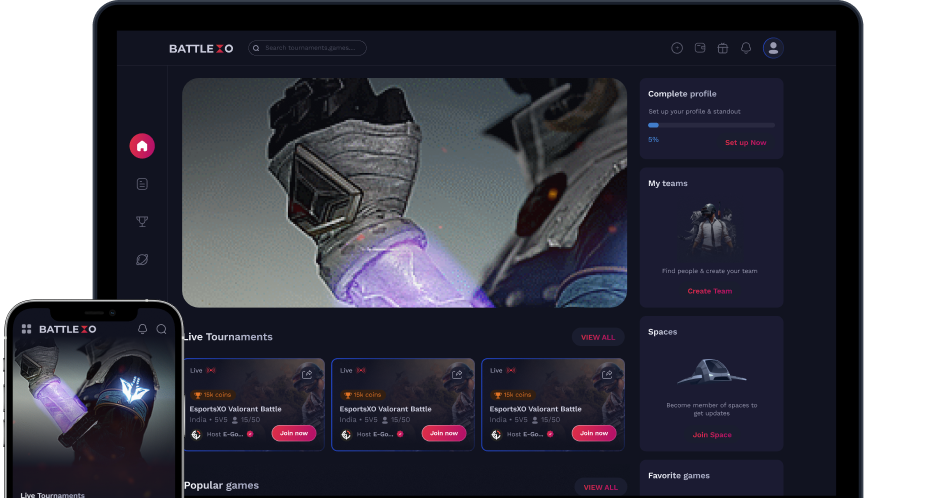 BATTLEXO
Search tournaments,games...
Complete profile
Set up your profile & standout
5%
Set up Now
My teams
Find people & create your team
Create Team
Spaces
Become member of spaces to
get updates
Join Space
Favorite games
Live Tournaments
VIEW ALL
Live
15k coins
EsportsXO Valorant Battle
India • 5V5 15/50
Host E-Go...
Join now
Live
15k coins
EsportsXO Valorant Battle
India • 5V5 15/50
Host E-Go...
Join now
Live
15k coins
EsportsXO Valorant Battle
India • 5V5 15/50
Host E-Go...
Join now
Popular games
VIEW ALL
BATTLEXO
Live Tournaments